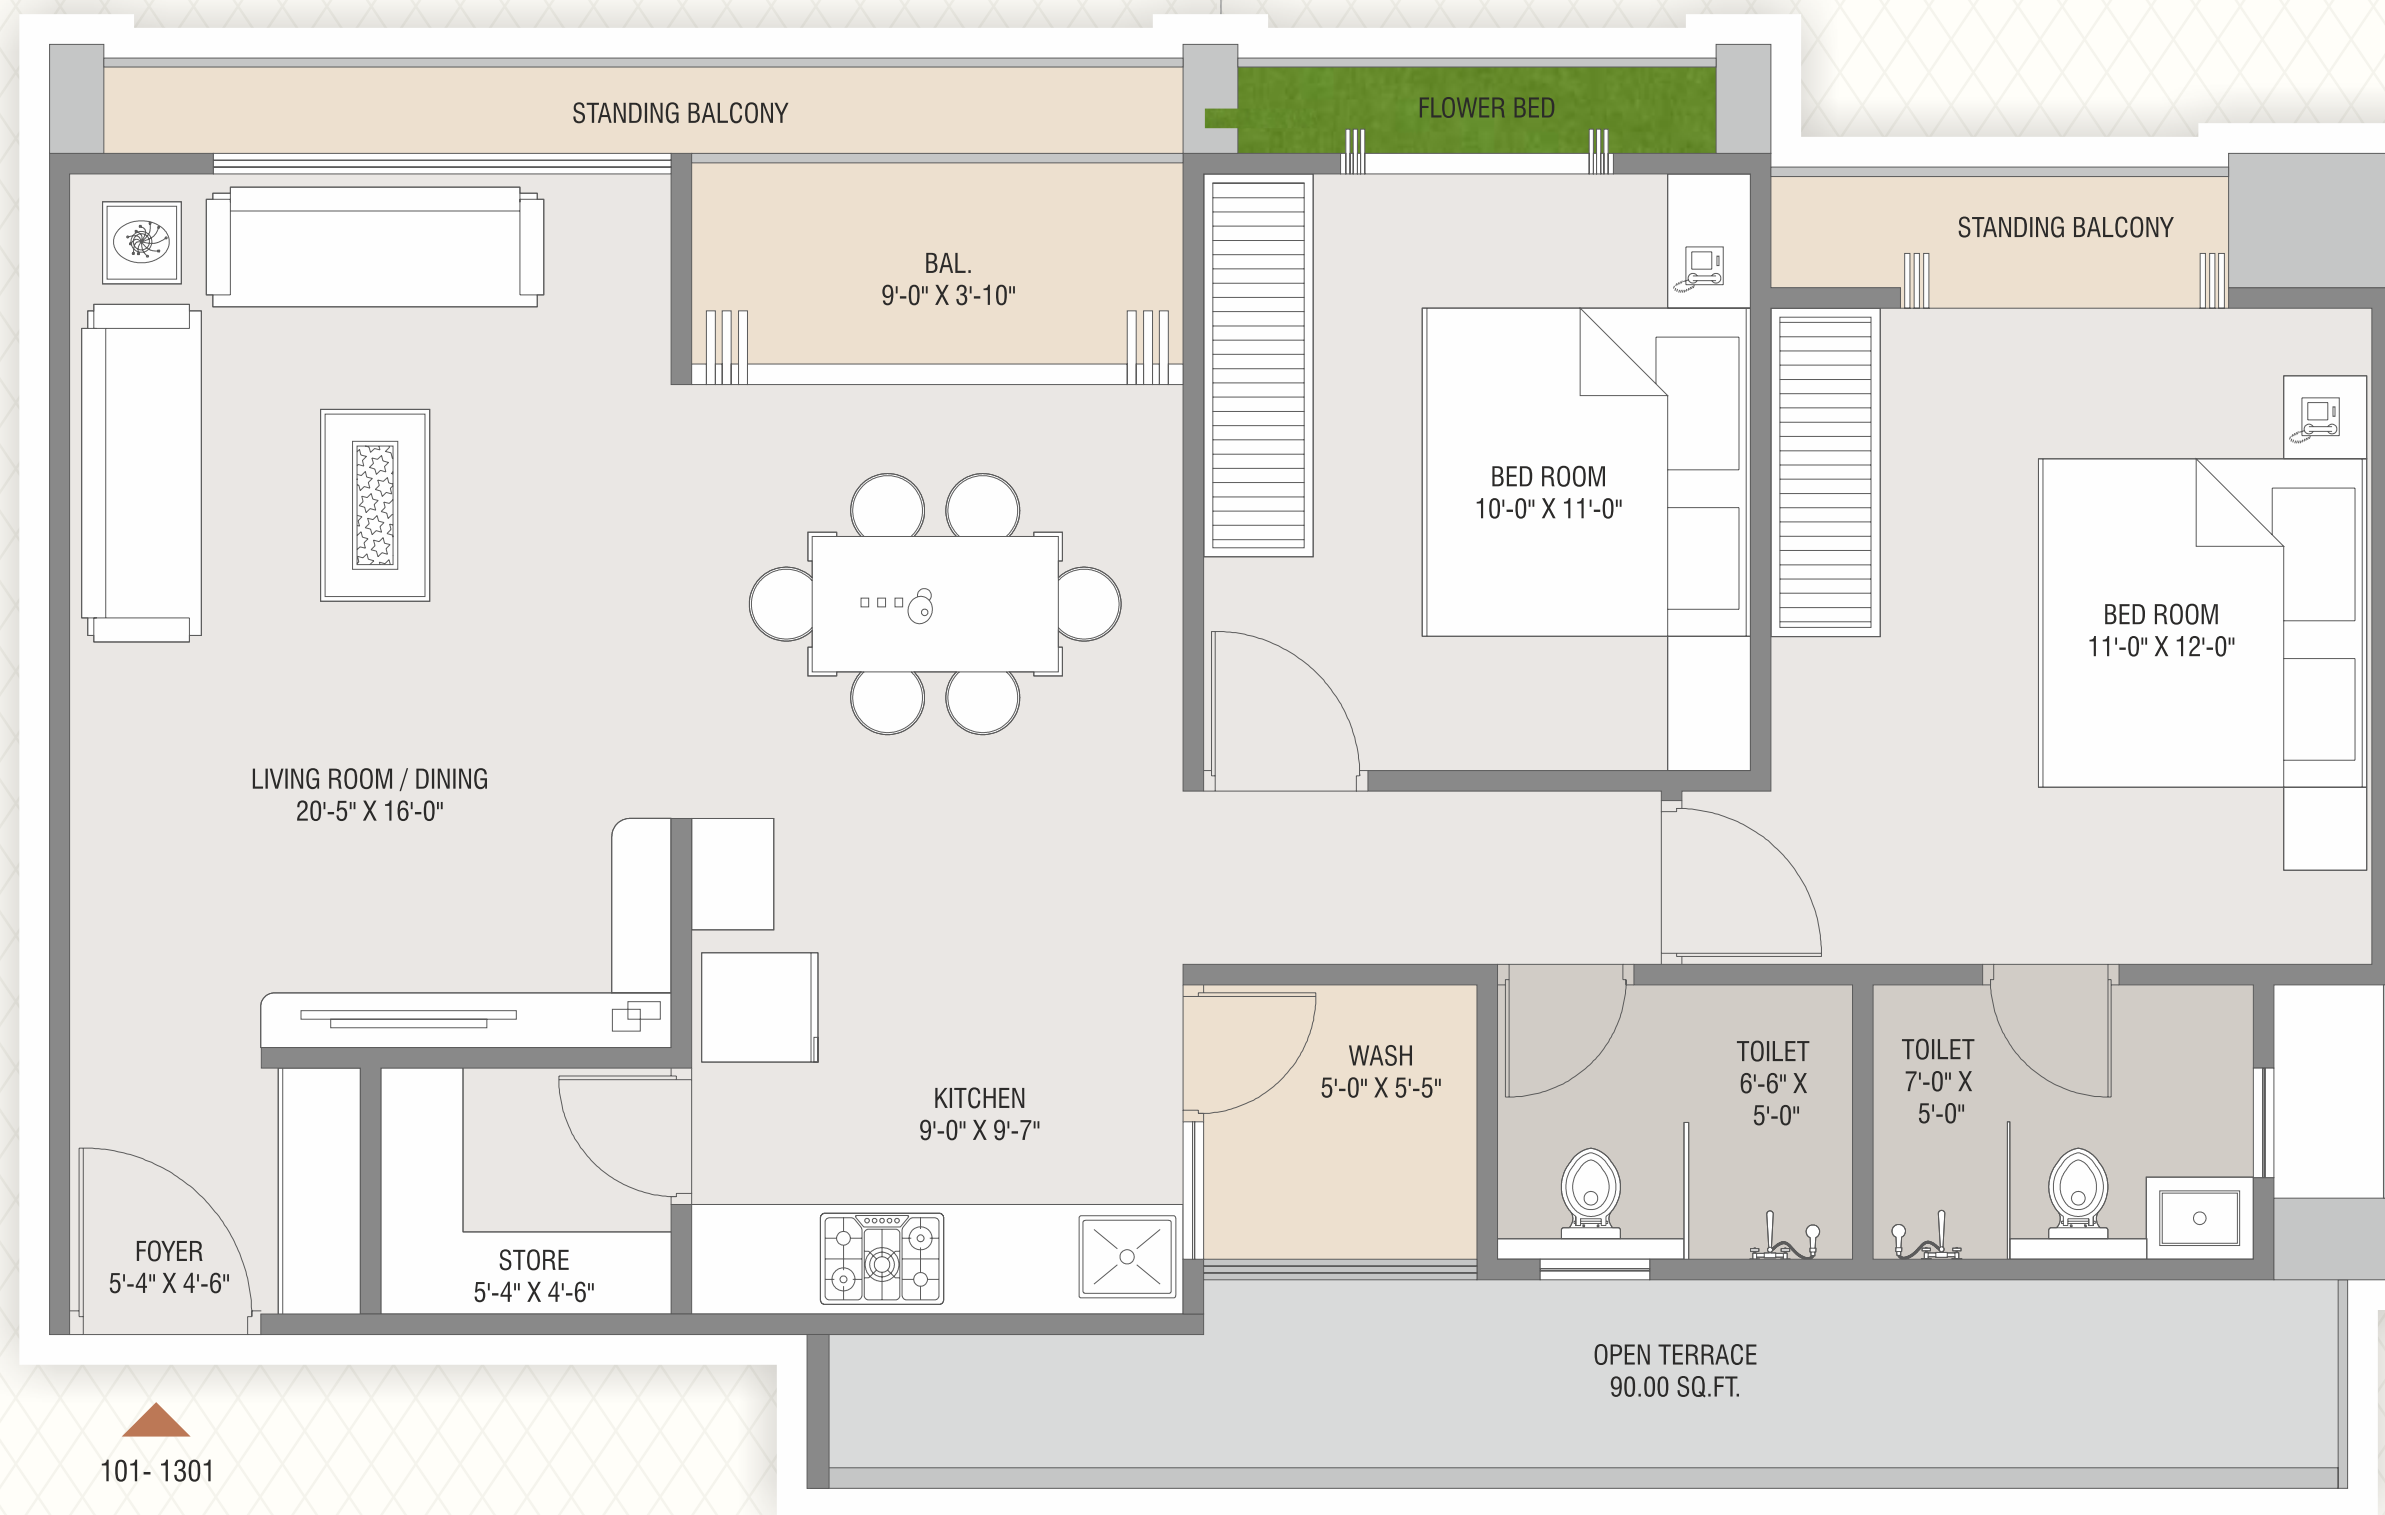 STANDING BALCONY
FLOWER BED
STANDING BALCONY
BAL.
9'-0" X 3'-10"
BED ROOM
10'-0" X 11'-0"
BED ROOM
11'-0" X 12'-0"
LIVING ROOM / DINING
20'-5" X 16'-0"
KITCHEN
9'-0" X 9'-7"
WASH
5'-0" X 5'-5"
TOILET
6'-6" X
5'-0"
TOILET
7'-0" X
5'-0"
FOYER
5'-4" X 4'-6"
STORE
5'-4" X 4'-6"
OPEN TERRACE
90.00 SQ.FT.
101- 1301